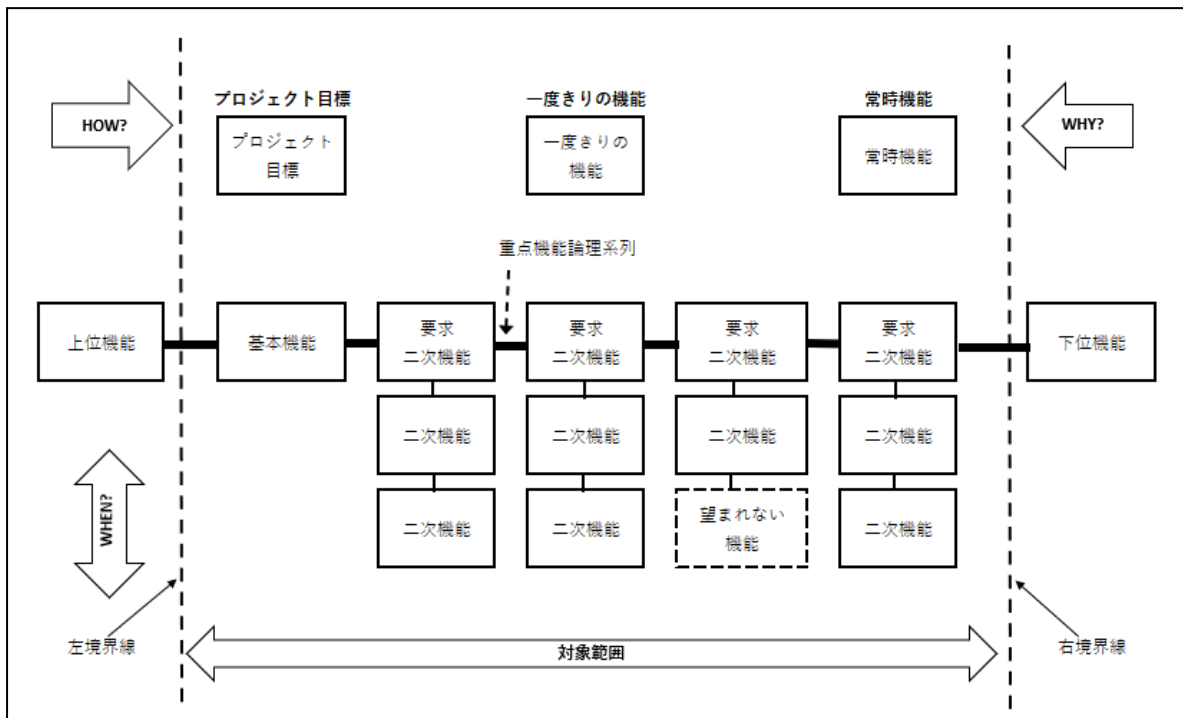 プロジェクト目標
一度きりの機能
常時機能
HOW?
プロジェクト
目標
一度きりの
機能
常時機能
WHY?
重点機能論理系列
上位機能
基本機能
要求
二次機能
要求
二次機能
要求
二次機能
要求
二次機能
下位機能
二次機能
二次機能
二次機能
二次機能
WHEN?
二次機能
二次機能
望まれない
機能
二次機能
左境界線
対象範囲
右境界線